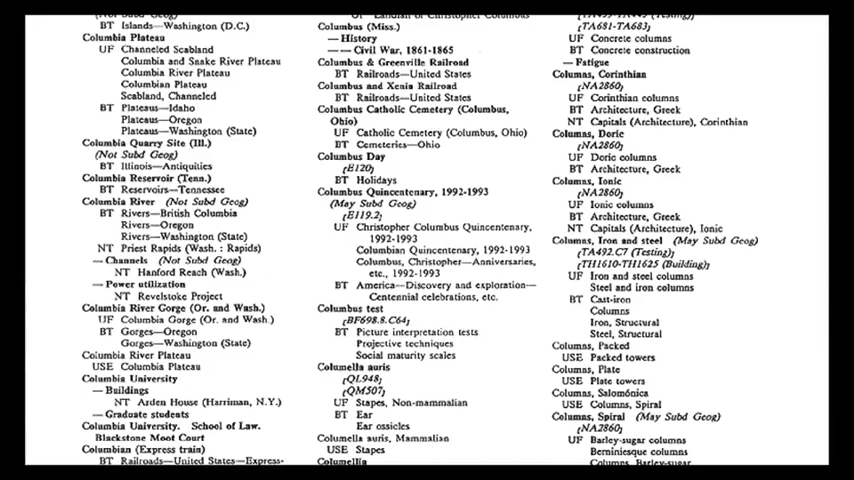 (Not Subd Geog)
BT Islands—Washington (D.C.)
Columbia Plateau
UF Channeled Scabland
Columbia and Snake River Plateau
Columbia River Plateau
Columbian Plateau
Scabland, Channeled
BT Plateaus—Idaho
Plateaus—Oregon
Plateaus—Washington (State)
Columbia Quarry Site (Ill.)
(Not Subd Geog)
BT Illinois—Antiquities
Columbia Reservoir (Tenn.)
BT Reservoirs—Tennessee
Columbia River (Not Subd Geog)
BT Rivers—British Columbia
Rivers—Oregon
Rivers—Washington (State)
NT Priest Rapids (Wash. : Rapids)
— Channels (Not Subd Geog)
NT Hanford Reach (Wash.)
— Power utilization
NT Revelstoke Project
Columbia River Gorge (Or. and Wash.)
UF Columbia Gorge (Or. and Wash.)
BT Gorges—Oregon
Gorges—Washington (State)
Columbia River Plateau
USE Columbia Plateau
Columbia University
— Buildings
NT Arden House (Harriman, N.Y.)
— Graduate students
Columbia University. School of Law.
Blackstone Moot Court
Columbian (Express train)
BT Railroads—United States—Express-
Landfall of Christopher Columbus
Columbus (Miss.)
— History
— — Civil War, 1861-1865
Columbus & Greenville Railroad
BT Railroads—United States
Columbus and Xenia Railroad
BT Railroads—United States
Columbus Catholic Cemetery (Columbus,
Ohio)
UF Catholic Cemetery (Columbus, Ohio)
BT Cemeteries—Ohio
Columbus Day
[E120]
BT Holidays
Columbus Quincentenary, 1992-1993
(May Subd Geog)
[E119.2]
UF Christopher Columbus Quincentenary,
1992-1993
Columbian Quincentenary, 1992-1993
Columbus, Christopher—Anniversaries,
etc., 1992-1993
BT America—Discovery and exploration—
Centennial celebrations, etc.
Columbus test
[BF698.8.C64]
BT Picture interpretation tests
Projective techniques
Social maturity scales
Columella auris
[QL948]
[QM507]
UF Stapes, Non-mammalian
BT Ear
Ear ossicles
Columella auris, Mammalian
USE Stapes
Columellia
(Testing)]
[TA681-TA683]
UF Concrete columns
BT Concrete construction
— Fatigue
Columns, Corinthian
[NA2860]
UF Corinthian columns
BT Architecture, Greek
NT Capitals (Architecture), Corinthian
Columns, Doric
[NA2860]
UF Doric columns
BT Architecture, Greek
Columns, Ionic
[NA2860]
UF Ionic columns
BT Architecture, Greek
NT Capitals (Architecture), Ionic
Columns, Iron and steel (May Subd Geog)
[TA492.C7 (Testing)]
[TH1610-TH1625 (Building)]
UF Iron and steel columns
Steel and iron columns
BT Cast-iron
Columns
Iron, Structural
Steel, Structural
Columns, Packed
USE Packed towers
Columns, Plate
USE Plate towers
Columns, Salomónica
USE Columns, Spiral
Columns, Spiral (May Subd Geog)
[NA2860]
UF Barley-sugar columns
Berniniesque columns
Columns, Barley-sugar